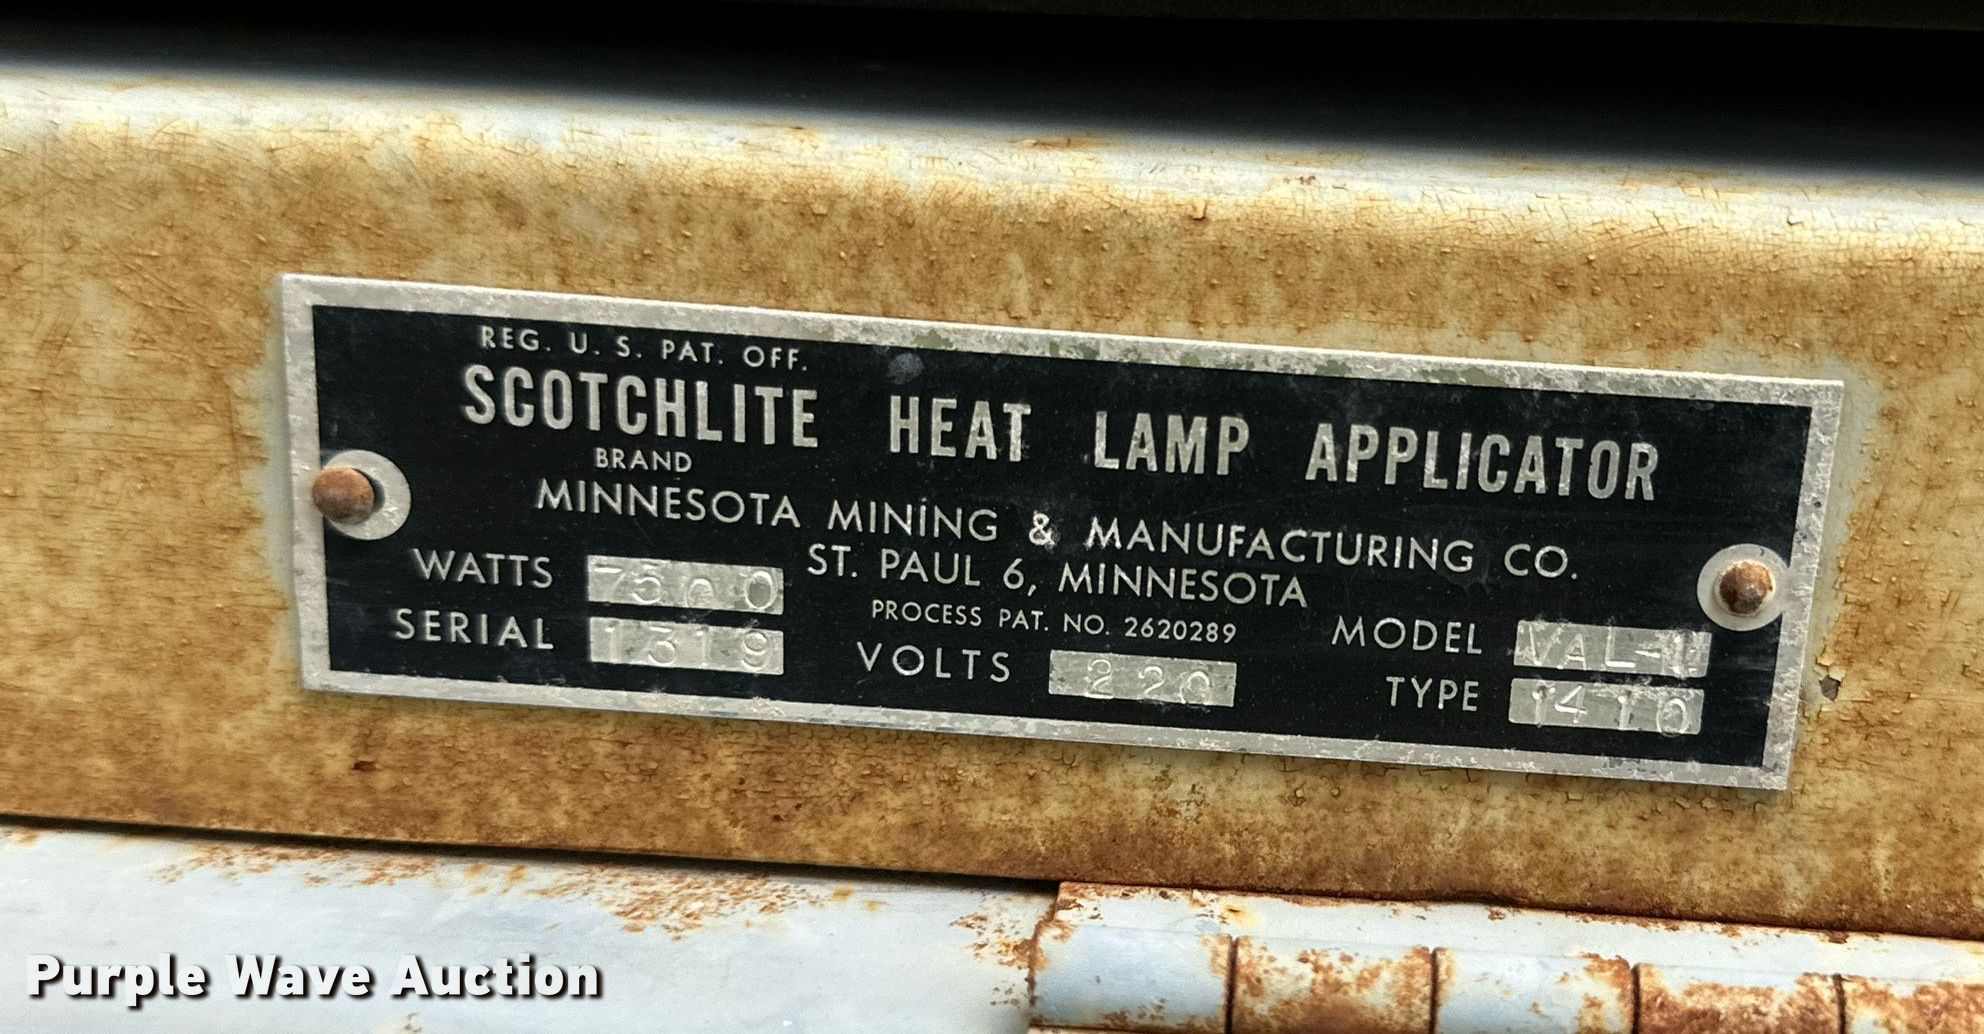 REG. U. S. PAT. OFF.
SCOTCHLITE HEAT LAMP APPLICATOR
BRAND
MINNESOTA MINING & MANUFACTURING CO.
ST. PAUL 6, MINNESOTA
PROCESS PAT. NO. 2620289
WATTS 7500
SERIAL 1319
VOLTS 220
MODEL
TYPE 1410
Purple Wave Auction